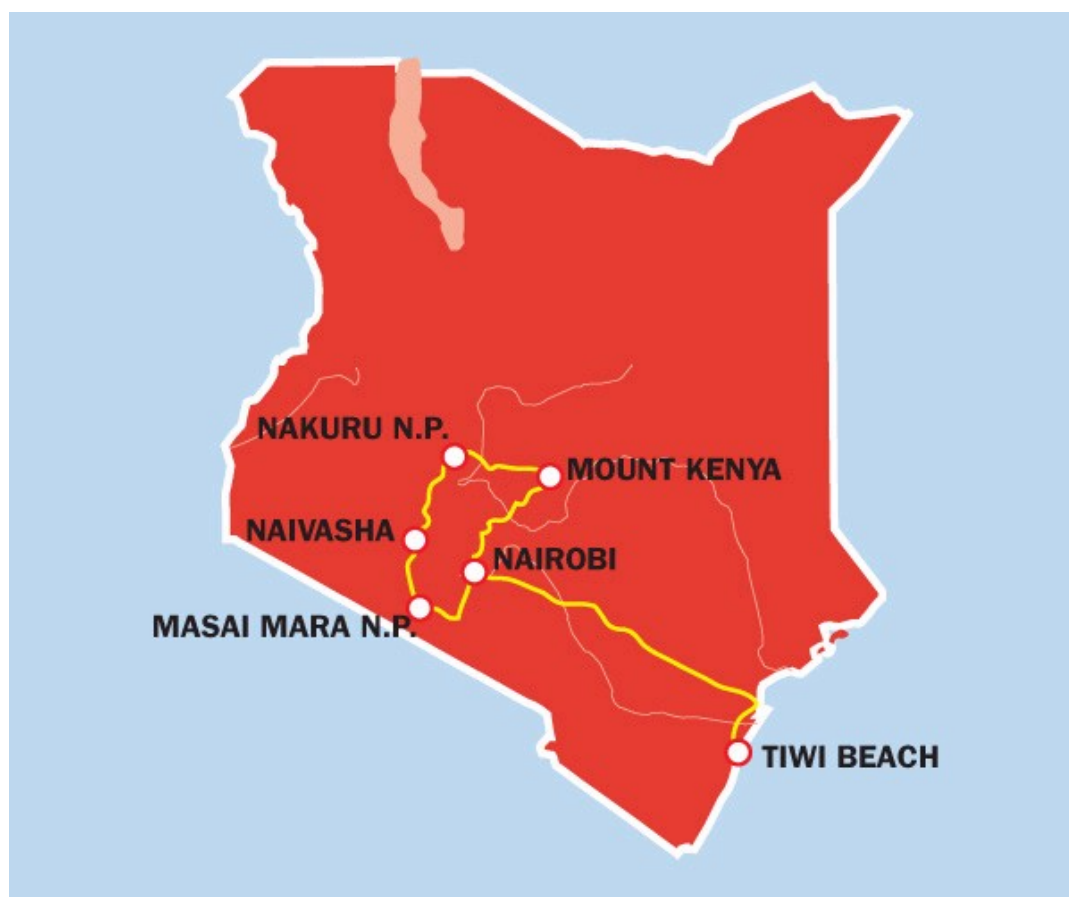 NAKURU N.P.
MOUNT KENYA
NAIVASHA
NAIROBI
MASAI MARA N.P.
TIWI BEACH